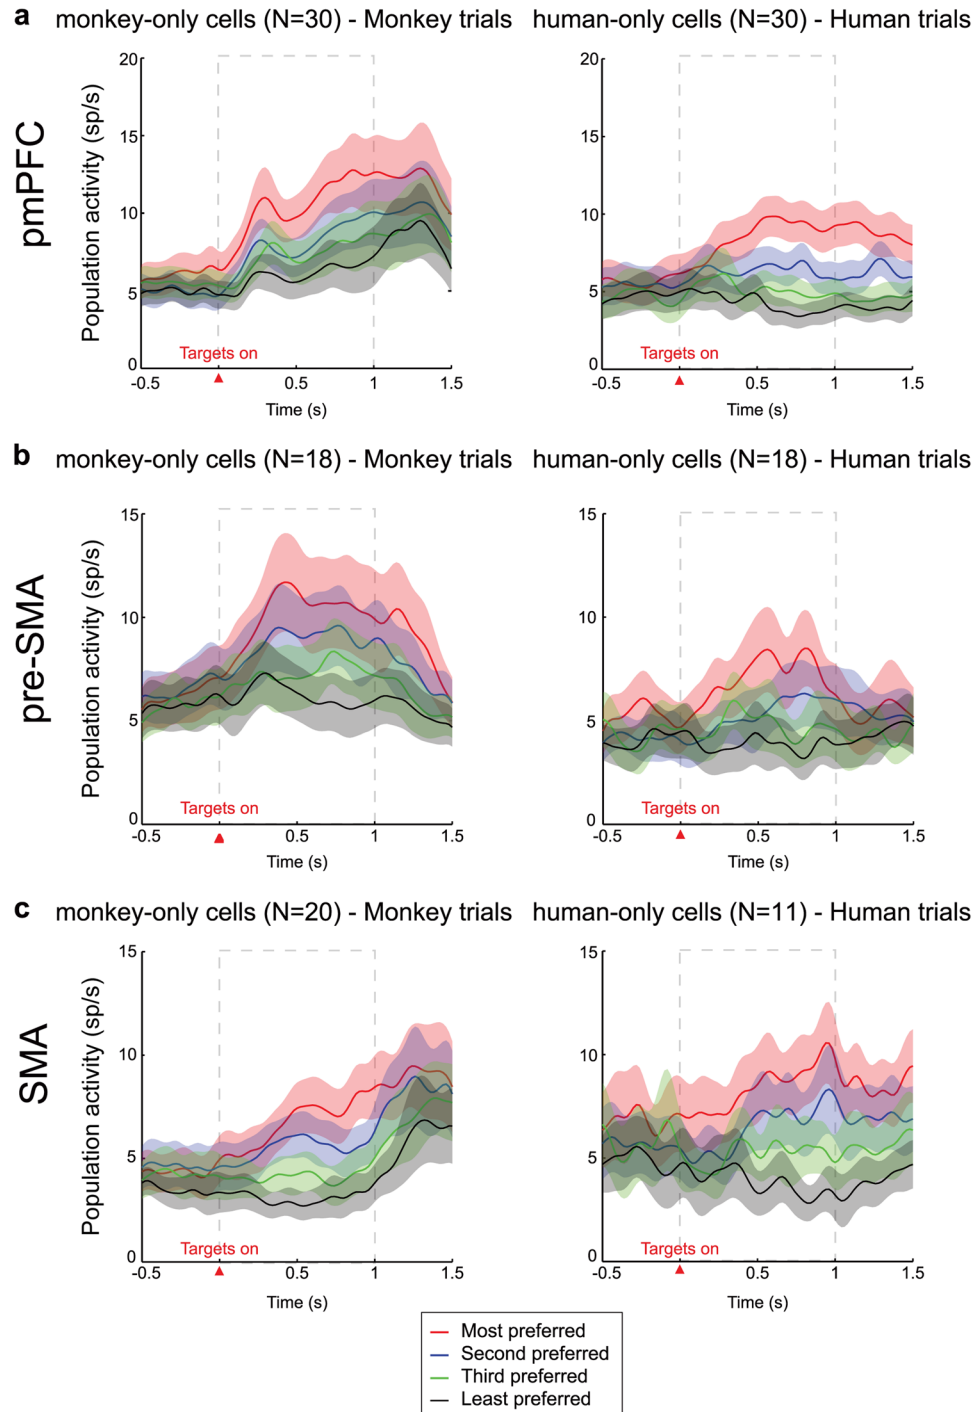 a monkey-only cells (N=30) - Monkey trials human-only cells (N=30) - Human trials
pmPFC
Population activity (sp/s)
20
15
10
5
0
Targets on
-0.5 0.5 1 1.5
Time (s)
20
15
10
5
0
Targets on
-0.5 0.5 1 1.5
Time (s)
b monkey-only cells (N=18) - Monkey trials human-only cells (N=18) - Human trials
pre-SMA
Population activity (sp/s)
15
10
5
0
Targets on
-0.5 0.5 1 1.5
Time (s)
15
10
5
0
Targets on
-0.5 0.5 1 1.5
Time (s)
c monkey-only cells (N=20) - Monkey trials human-only cells (N=11) - Human trials
SMA
Population activity (sp/s)
15
10
5
0
Targets on
-0.5 0.5 1 1.5
Time (s)
15
10
5
0
Targets on
-0.5 0.5 1 1.5
Time (s)
Most preferred
Second preferred
Third preferred
Least preferred